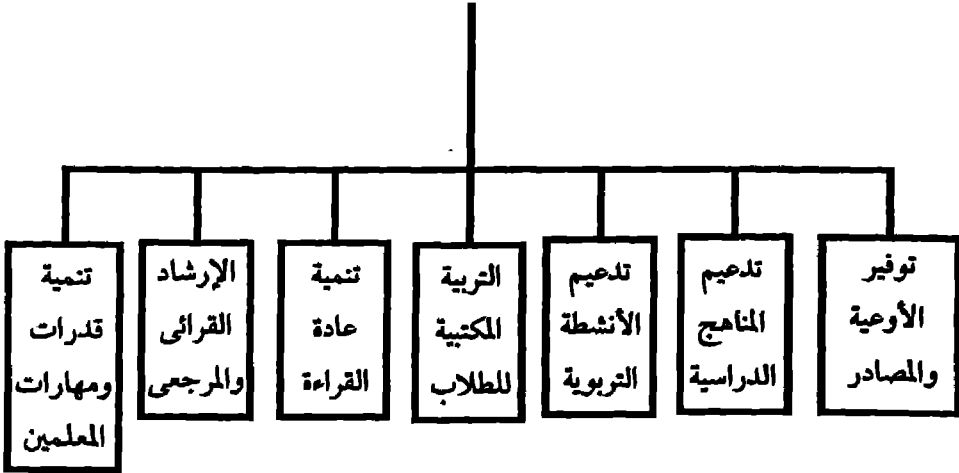 توفير
الأوعية
والمصادر
تدعيم
المناهج
الدراسية
تدعيم
الأنشطة
التربوية
التربية
المكتبية
للطلاب
تنمية
عادة
القراءة
الإرشاد
القرائى
والمرجعى
تنمية
قدرات
ومهارات
المعلمين